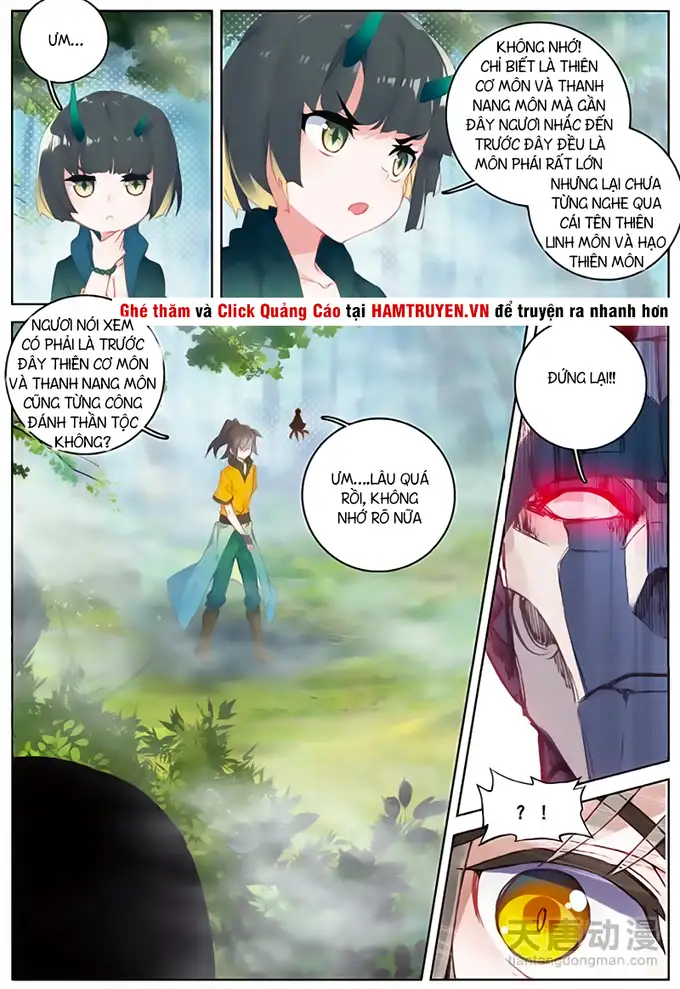 ƯM...
KHÔNG NHỚ!
CHỈ BIẾT LÀ THIÊN
CƠ MÔN VÀ THANH
NANG MÔN MÀ GẦN
ĐÂY NGƯƠI NHẮC ĐẾN
TRƯỚC ĐÂY ĐỀU LÀ
MÔN PHÁI RẤT LỚN
NHƯNG LẠI CHƯA
TỪNG NGHE QUA
CÁI TÊN THIÊN
LINH MÔN VÀ HẠO
THIÊN MÔN
Ghé thăm và Click Quảng Cáo tại HAMTRUYEN.VN để truyện ra nhanh hơn
NGƯƠI NÓI XEM
CÓ PHẢI LÀ TRƯỚC
ĐÂY THIÊN CƠ MÔN
VÀ THANH NANG MÔN
CŨNG TỪNG CÔNG
ĐÁNH THẦN TỘC
KHÔNG?
ƯM....LÂU QUÁ
RỒI, KHÔNG
NHỚ RÕ NỮA
ĐỨNG LẠI!!
? !
天唐动漫
tiantangdongman.com